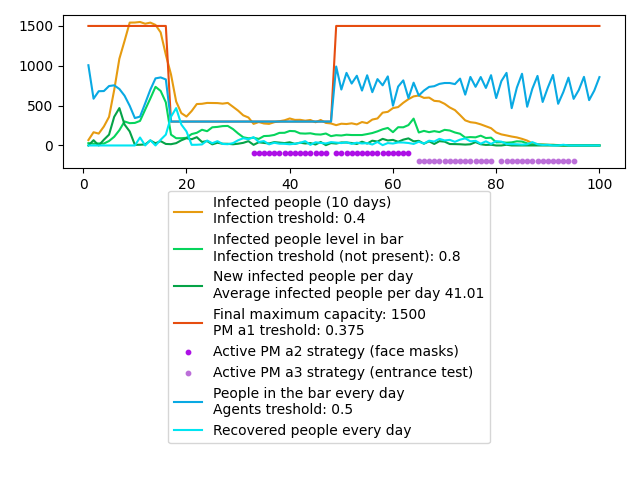 1500
1000
500
0
0 20 40 60 80 100
Infected people (10 days)
Infection treshold: 0.4
Infected people level in bar
Infection treshold (not present): 0.8
New infected people per day
Average infected people per day 41.01
Final maximum capacity: 1500
PM a1 treshold: 0.375
Active PM a2 strategy (face masks)
Active PM a3 strategy (entrance test)
People in the bar every day
Agents treshold: 0.5
Recovered people every day